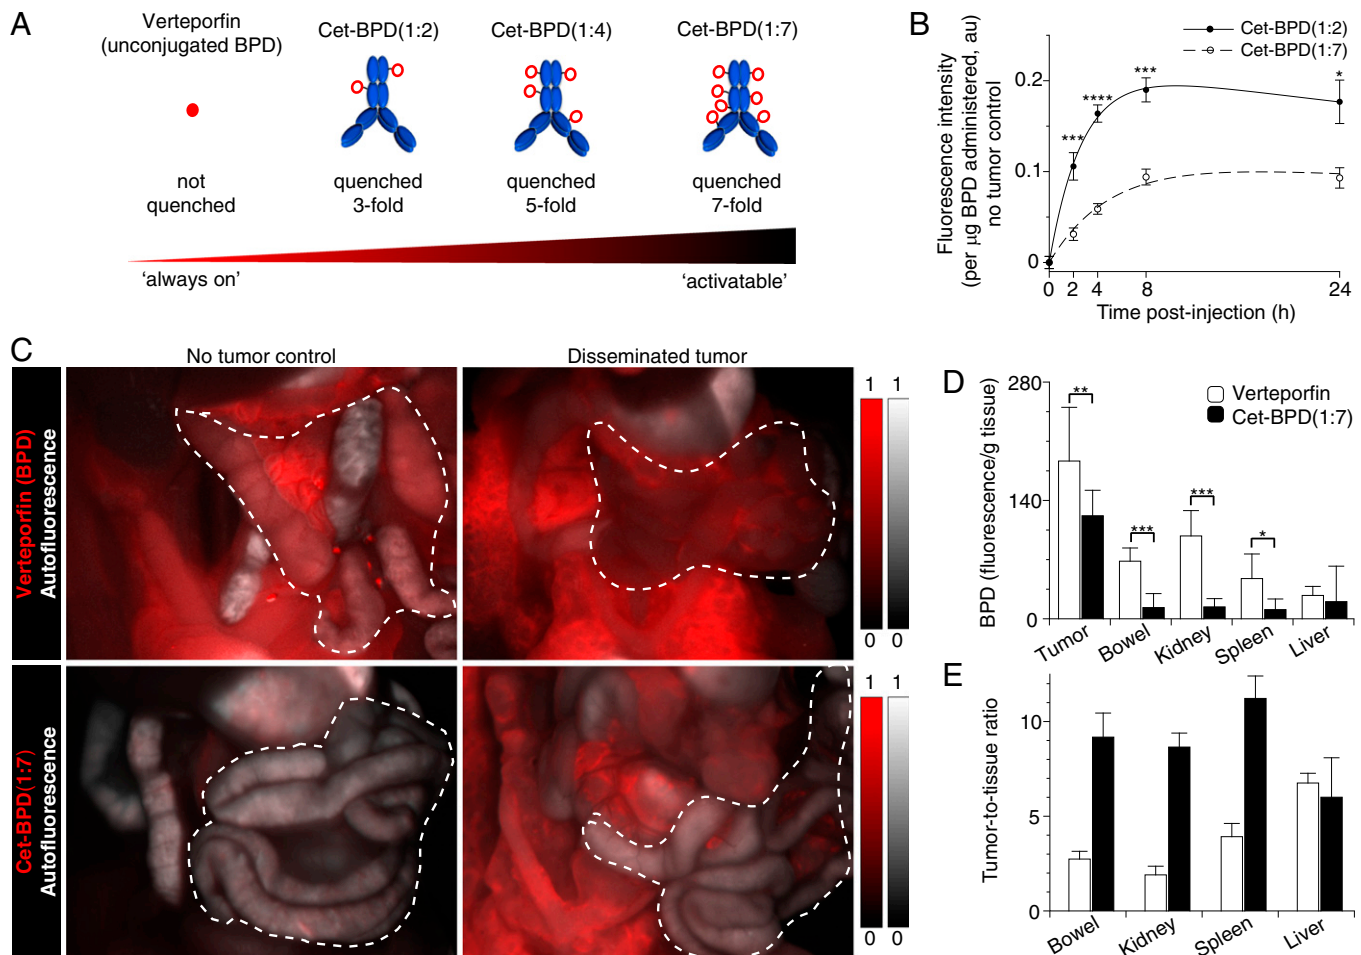 A
Verteporfin
(unconjugated BPD)
Cet-BPD(1:2)
Cet-BPD(1:4)
Cet-BPD(1:7)
not
quenched
quenched
3-fold
quenched
5-fold
quenched
7-fold
'always on'
'activatable'
B
Fluorescence intensity
(per µg BPD administered, au)
no tumor control
Cet-BPD(1:2)
Cet-BPD(1:7)
0.2
0.1
0
***
****
***
*
0 2 4 8 24
Time post-injection (h)
C
No tumor control
Disseminated tumor
Verteporfin (BPD)
Autofluorescence
1 1
0 0
Cet-BPD(1:7)
Autofluorescence
1 1
0 0
D
BPD (fluorescence/g tissue)
280
140
0
Verteporfin
Cet-BPD(1:7)
**
***
***
*
Tumor
Bowel
Kidney
Spleen
Liver
E
Tumor-to-tissue ratio
10
5
0
Bowel
Kidney
Spleen
Liver